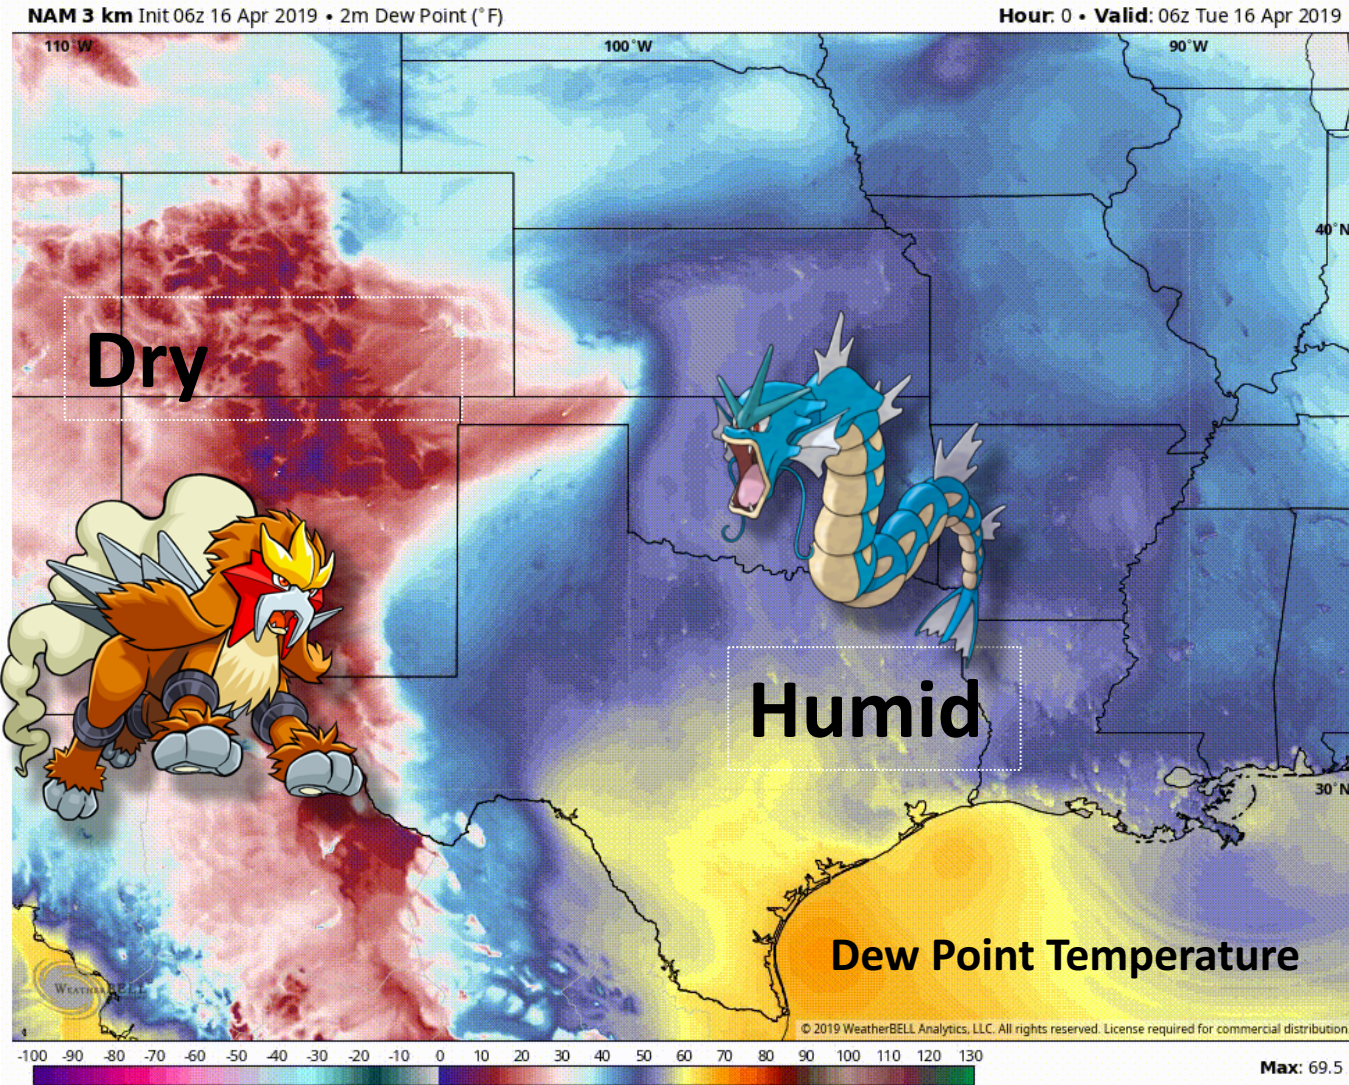 NAM 3 km Init 06z 16 Apr 2019 • 2m Dew Point (°F)
Hour: 0 • Valid: 06z Tue 16 Apr 2019
110°W
100°W
90°W
40°N
Dry
Humid
30°N
Dew Point Temperature
WEATHERBELL
© 2019 WeatherBELL Analytics, LLC. All rights reserved. License required for commercial distribution
-100 -90 -80 -70 -60 -50 -40 -30 -20 -10 0 10 20 30 40 50 60 70 80 90 100 110 120 130
Max: 69.5